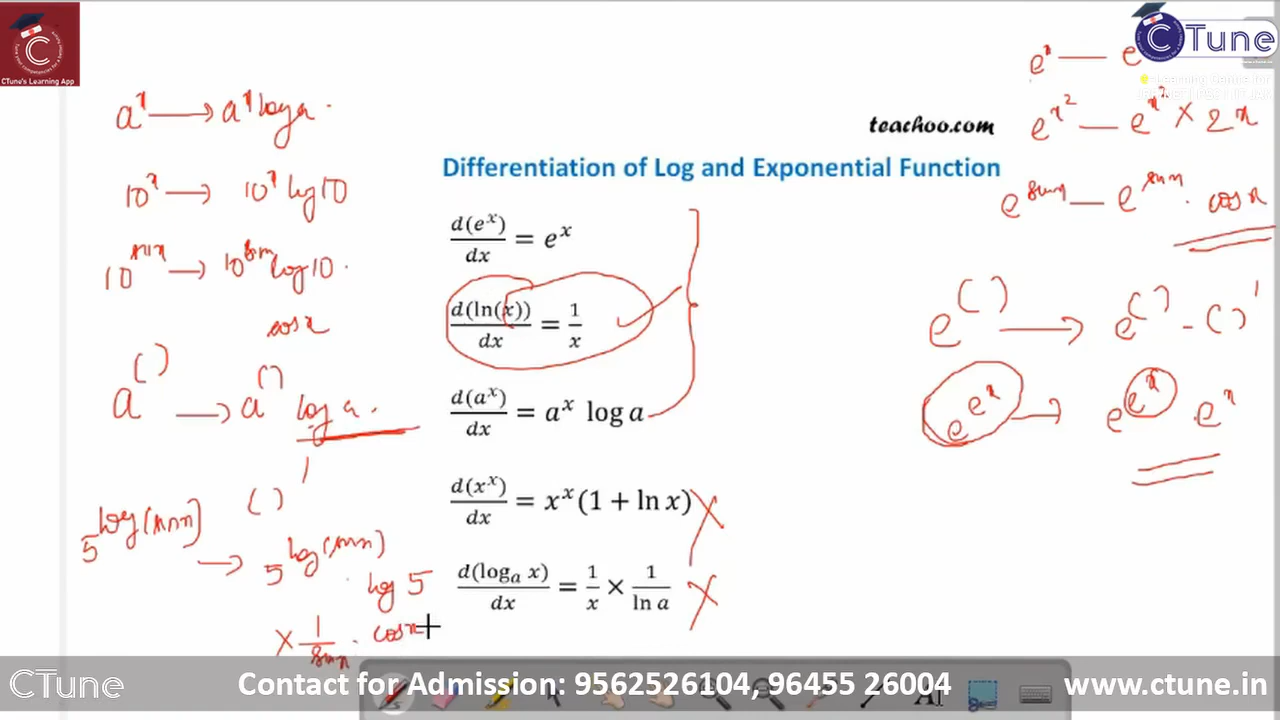 CTune's Learning App
CTune
teachoo.com
Differentiation of Log and Exponential Function
d(e^x)/dx = e^x
d(ln(x))/dx = 1/x
d(a^x)/dx = a^x log a
d(x^x)/dx = x^x(1 + ln x) X
d(log_a x)/dx = 1/x × 1/ln a X
a^x → a^x log a .
10^x → 10^x log 10
10^sin x → 10^sin x log 10 .
cos x
a^( ) → a^( ) log a .
( )'
5^log(sin x) → 5^log(sin x) . log 5
× 1/sin x . cos x
e^x — e
e^x² — e^x² × 2x
e^sin x — e^sin x . cos x
e^( ) → e^( ) - ( )'
e^e^x → e^e^x e^x
CTune
Contact for Admission: 9562526104, 96455 26004
www.ctune.in